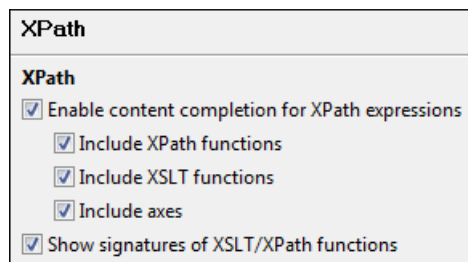 XPath
XPath
Enable content completion for XPath expressions
Include XPath functions
Include XSLT functions
Include axes
Show signatures of XSLT/XPath functions